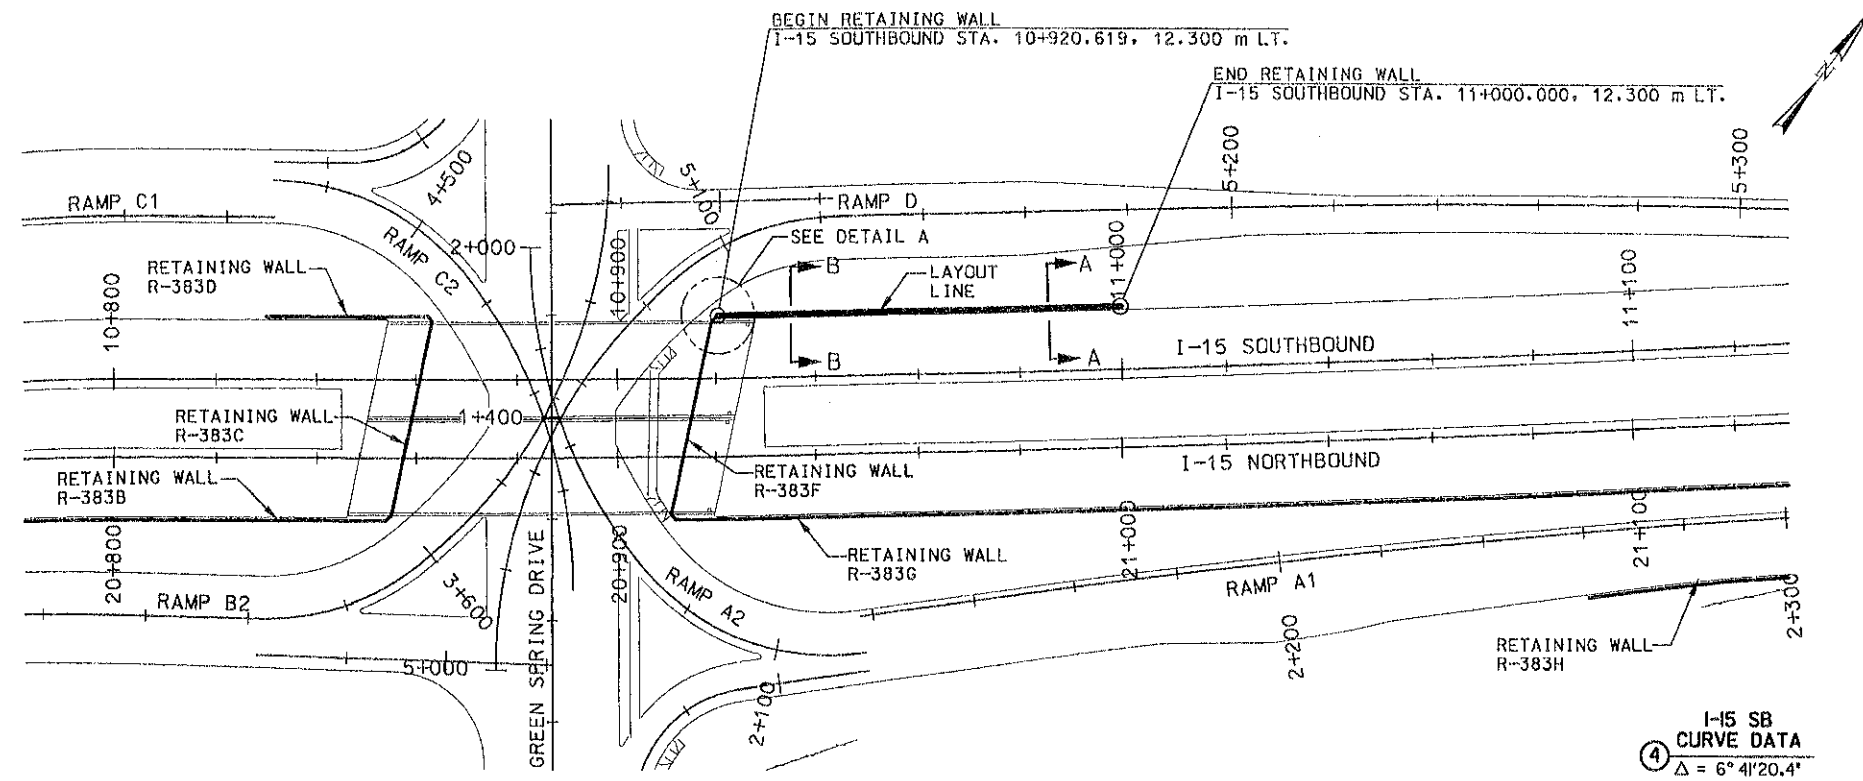 BEGIN RETAINING WALL
I-15 SOUTHBOUND STA. 10+920.619, 12.300 m LT.
END RETAINING WALL
I-15 SOUTHBOUND STA. 11+000.000, 12.300 m LT.
N
5+200
5+300
4+500
5+100
RAMP C1
RAMP D
RAMP C2
2+000
10+900
SEE DETAIL A
B
A
11+000
RETAINING WALL
R-383D
LAYOUT
LINE
10+800
11+100
B
A
I-15 SOUTHBOUND
RETAINING WALL
R-383C
1+400
RETAINING WALL
R-383B
RETAINING WALL
R-383F
I-15 NORTHBOUND
20+800
20+900
21+000
21+100
RETAINING WALL
R-383G
RAMP B2
3+600
RAMP A2
RAMP A1
2+300
5+000
GREEN SPRING DRIVE
2+100
2+200
RETAINING WALL
R-383H
I-15 SB
CURVE DATA
4
Δ = 6° 41'20.4"